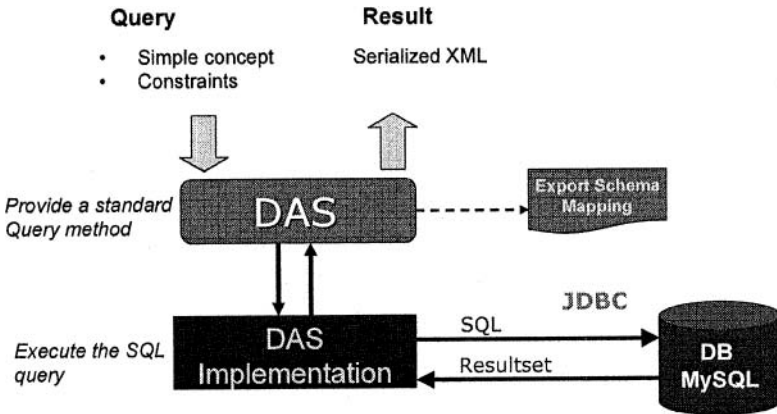 Query
Result
• Simple concept
• Constraints
Serialized XML
Provide a standard
Query method
DAS
Export Schema
Mapping
JDBC
Execute the SQL
query
DAS
Implementation
SQL
Resultset
DB
MySQL